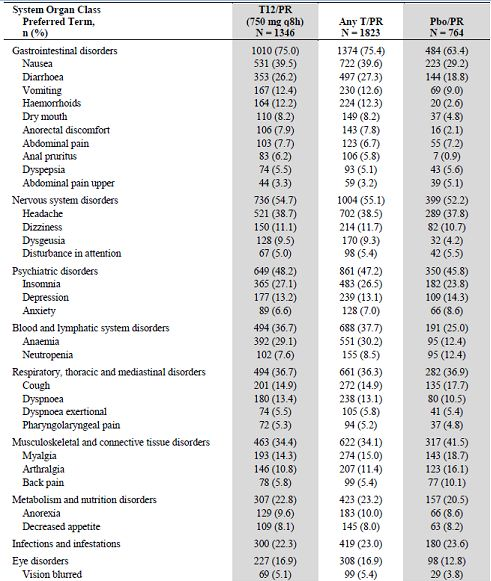 System Organ Class T12/PR Any T/PR Pbo/PR
Preferred Term, (750 mg q8h)
n (%) N = 1346 N = 1823 N = 764
Gastrointestinal disorders 1010 (75.0) 1374 (75.4) 484 (63.4)
Nausea 531 (39.5) 722 (39.6) 223 (29.2)
Diarrhoea 353 (26.2) 497 (27.3) 144 (18.8)
Vomiting 167 (12.4) 230 (12.6) 69 (9.0)
Haemorrhoids 164 (12.2) 224 (12.3) 20 (2.6)
Dry mouth 110 (8.2) 149 (8.2) 37 (4.8)
Anorectal discomfort 106 (7.9) 143 (7.8) 16 (2.1)
Abdominal pain 103 (7.7) 123 (6.7) 55 (7.2)
Anal pruritus 83 (6.2) 106 (5.8) 7 (0.9)
Dyspepsia 74 (5.5) 93 (5.1) 43 (5.6)
Abdominal pain upper 44 (3.3) 59 (3.2) 39 (5.1)
Nervous system disorders 736 (54.7) 1004 (55.1) 399 (52.2)
Headache 521 (38.7) 702 (38.5) 289 (37.8)
Dizziness 150 (11.1) 214 (11.7) 82 (10.7)
Dysgeusia 128 (9.5) 170 (9.3) 32 (4.2)
Disturbance in attention 67 (5.0) 98 (5.4) 42 (5.5)
Psychiatric disorders 649 (48.2) 861 (47.2) 350 (45.8)
Insomnia 365 (27.1) 483 (26.5) 182 (23.8)
Depression 177 (13.2) 239 (13.1) 109 (14.3)
Anxiety 89 (6.6) 128 (7.0) 66 (8.6)
Blood and lymphatic system disorders 494 (36.7) 688 (37.7) 191 (25.0)
Anaemia 392 (29.1) 551 (30.2) 95 (12.4)
Neutropenia 102 (7.6) 155 (8.5) 95 (12.4)
Respiratory, thoracic and mediastinal disorders 494 (36.7) 661 (36.3) 282 (36.9)
Cough 201 (14.9) 272 (14.9) 135 (17.7)
Dyspnoea 180 (13.4) 238 (13.1) 80 (10.5)
Dyspnoea exertional 74 (5.5) 105 (5.8) 41 (5.4)
Pharyngolaryngeal pain 72 (5.3) 94 (5.2) 37 (4.8)
Musculoskeletal and connective tissue disorders 463 (34.4) 622 (34.1) 317 (41.5)
Myalgia 193 (14.3) 274 (15.0) 143 (18.7)
Arthralgia 146 (10.8) 207 (11.4) 123 (16.1)
Back pain 78 (5.8) 99 (5.4) 77 (10.1)
Metabolism and nutrition disorders 307 (22.8) 423 (23.2) 157 (20.5)
Anorexia 129 (9.6) 183 (10.0) 66 (8.6)
Decreased appetite 109 (8.1) 145 (8.0) 63 (8.2)
Infections and infestations 300 (22.3) 419 (23.0) 180 (23.6)
Eye disorders 227 (16.9) 308 (16.9) 98 (12.8)
Vision blurred 69 (5.1) 99 (5.4) 29 (3.8)